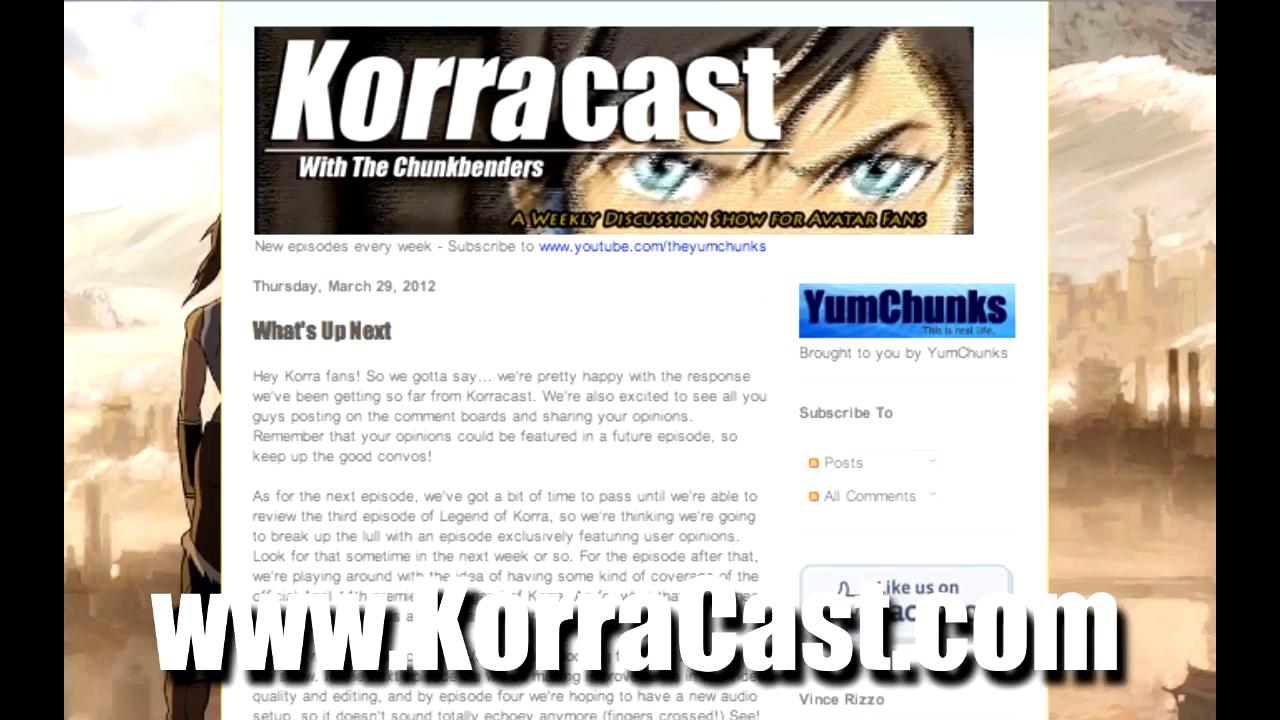 Korracast
With The Chunkbenders
A Weekly Discussion Show for Avatar Fans
New episodes every week - Subscribe to www.youtube.com/theyumchunks
Thursday, March 29, 2012
What's Up Next
Hey Korra fans! So we gotta say... we're pretty happy with the response
we've been getting so far from Korracast. We're also excited to see all you
guys posting on the comment boards and sharing your opinions.
Remember that your opinions could be featured in a future episode, so
keep up the good convos!
As for the next episode, we've got a bit of time to pass until we're able to
review the third episode of Legend of Korra, so we're thinking we're going
to break up the lull with an episode exclusively featuring user opinions.
Look for that sometime in the next week or so. For the episode after that,
we're playing around with the idea of having some kind of coverage of the
quality and editing, and by episode four we're hoping to have a new audio
setup, so it doesn't sound totally echoey anymore (fingers crossed!) See!
YumChunks
This is real life.
Brought to you by YumChunks
Subscribe To
Posts
All Comments
Like us on
Vince Rizzo
www.KorraCast.com